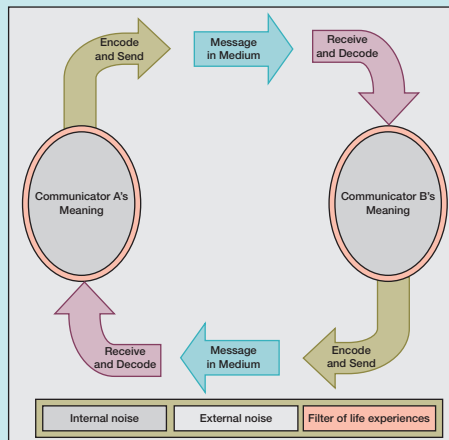 Encode
and Send
Message
in Medium
Receive
and Decode
Communicator A's
Meaning
Communicator B's
Meaning
Receive
and Decode
Message
in Medium
Encode
and Send
Internal noise
External noise
Filter of life experiences